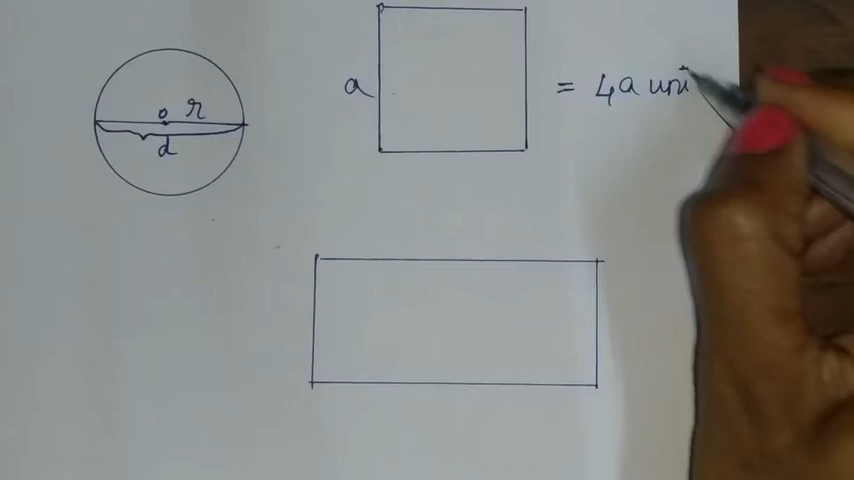 o r
d
a
= 4a uni